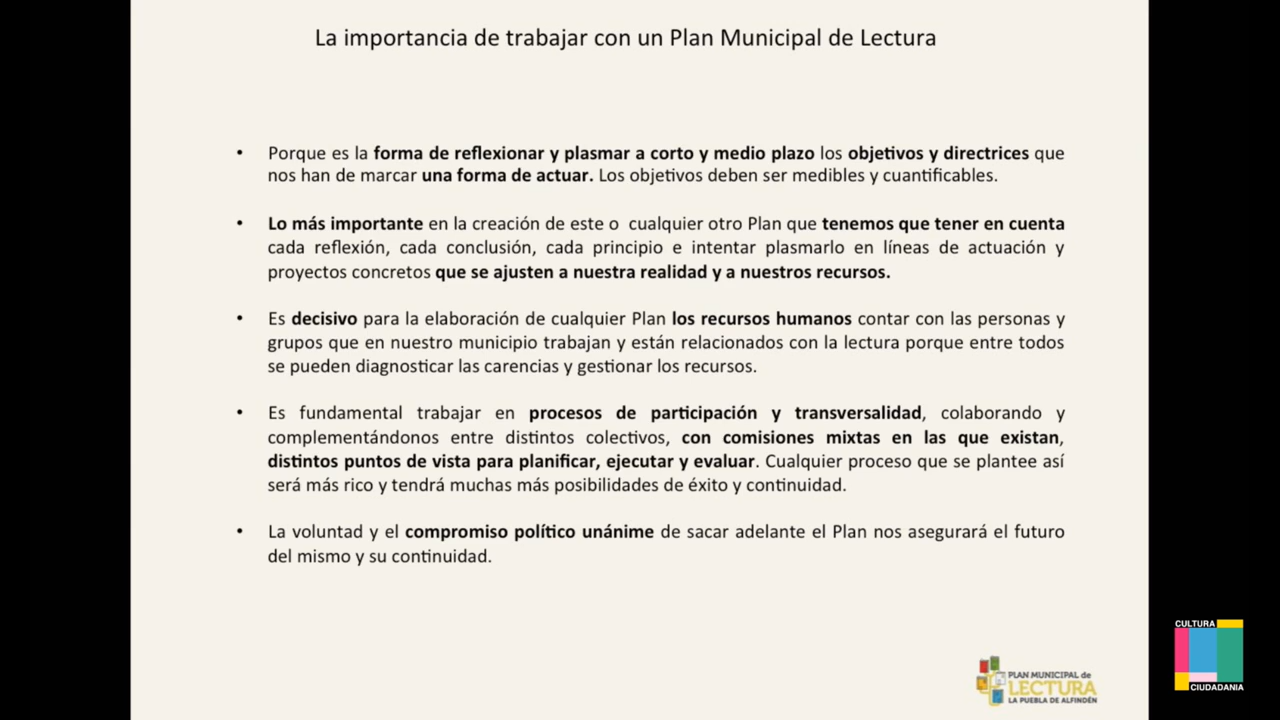 La importancia de trabajar con un Plan Municipal de Lectura
• Porque es la forma de reflexionar y plasmar a corto y medio plazo los objetivos y directrices que
nos han de marcar una forma de actuar. Los objetivos deben ser medibles y cuantificables.
• Lo más importante en la creación de este o cualquier otro Plan que tenemos que tener en cuenta
cada reflexión, cada conclusión, cada principio e intentar plasmarlo en líneas de actuación y
proyectos concretos que se ajusten a nuestra realidad y a nuestros recursos.
• Es decisivo para la elaboración de cualquier Plan los recursos humanos contar con las personas y
grupos que en nuestro municipio trabajan y están relacionados con la lectura porque entre todos
se pueden diagnosticar las carencias y gestionar los recursos.
• Es fundamental trabajar en procesos de participación y transversalidad, colaborando y
complementándonos entre distintos colectivos, con comisiones mixtas en las que existan,
distintos puntos de vista para planificar, ejecutar y evaluar. Cualquier proceso que se plantee así
será más rico y tendrá muchas más posibilidades de éxito y continuidad.
• La voluntad y el compromiso político unánime de sacar adelante el Plan nos asegurará el futuro
del mismo y su continuidad.
PLAN MUNICIPAL de
LECTURA
LA PUEBLA DE ALFINDÉN
CULTURA
CIUDADANIA